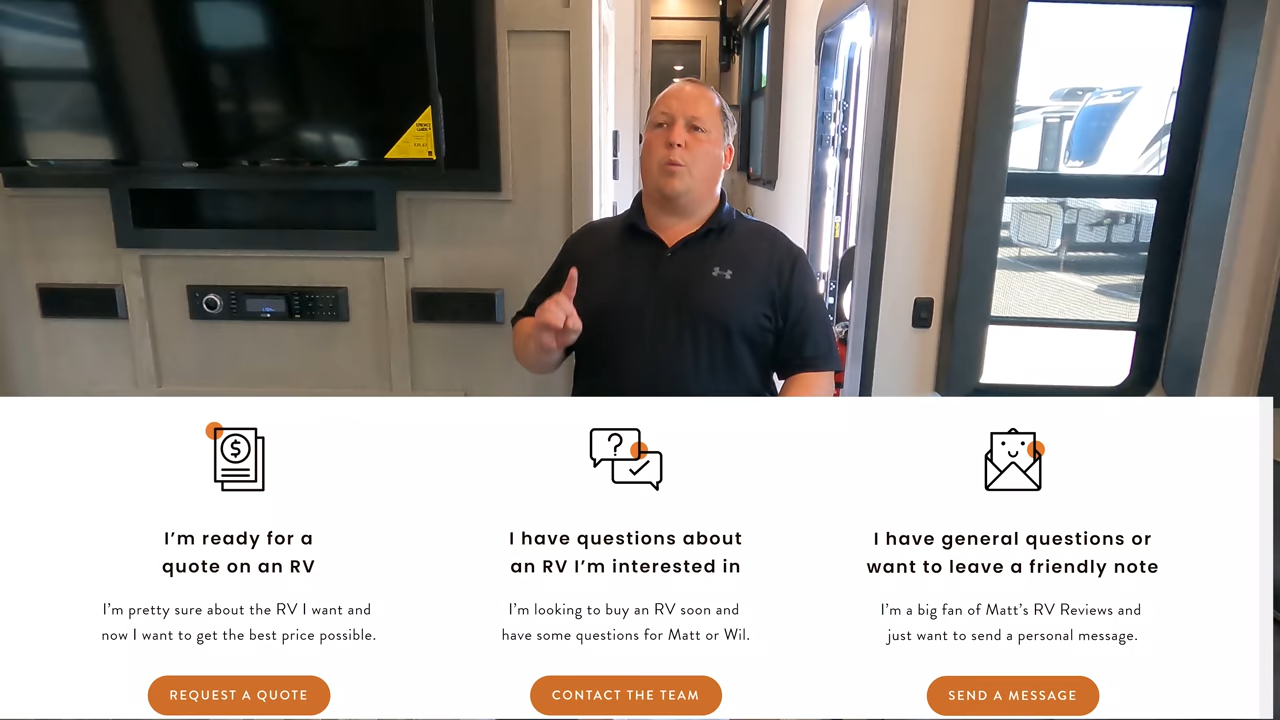 I'm ready for a
quote on an RV
I'm pretty sure about the RV I want and
now I want to get the best price possible.
REQUEST A QUOTE
I have questions about
an RV I'm interested in
I'm looking to buy an RV soon and
have some questions for Matt or Wil.
CONTACT THE TEAM
I have general questions or
want to leave a friendly note
I'm a big fan of Matt's RV Reviews and
just want to send a personal message.
SEND A MESSAGE